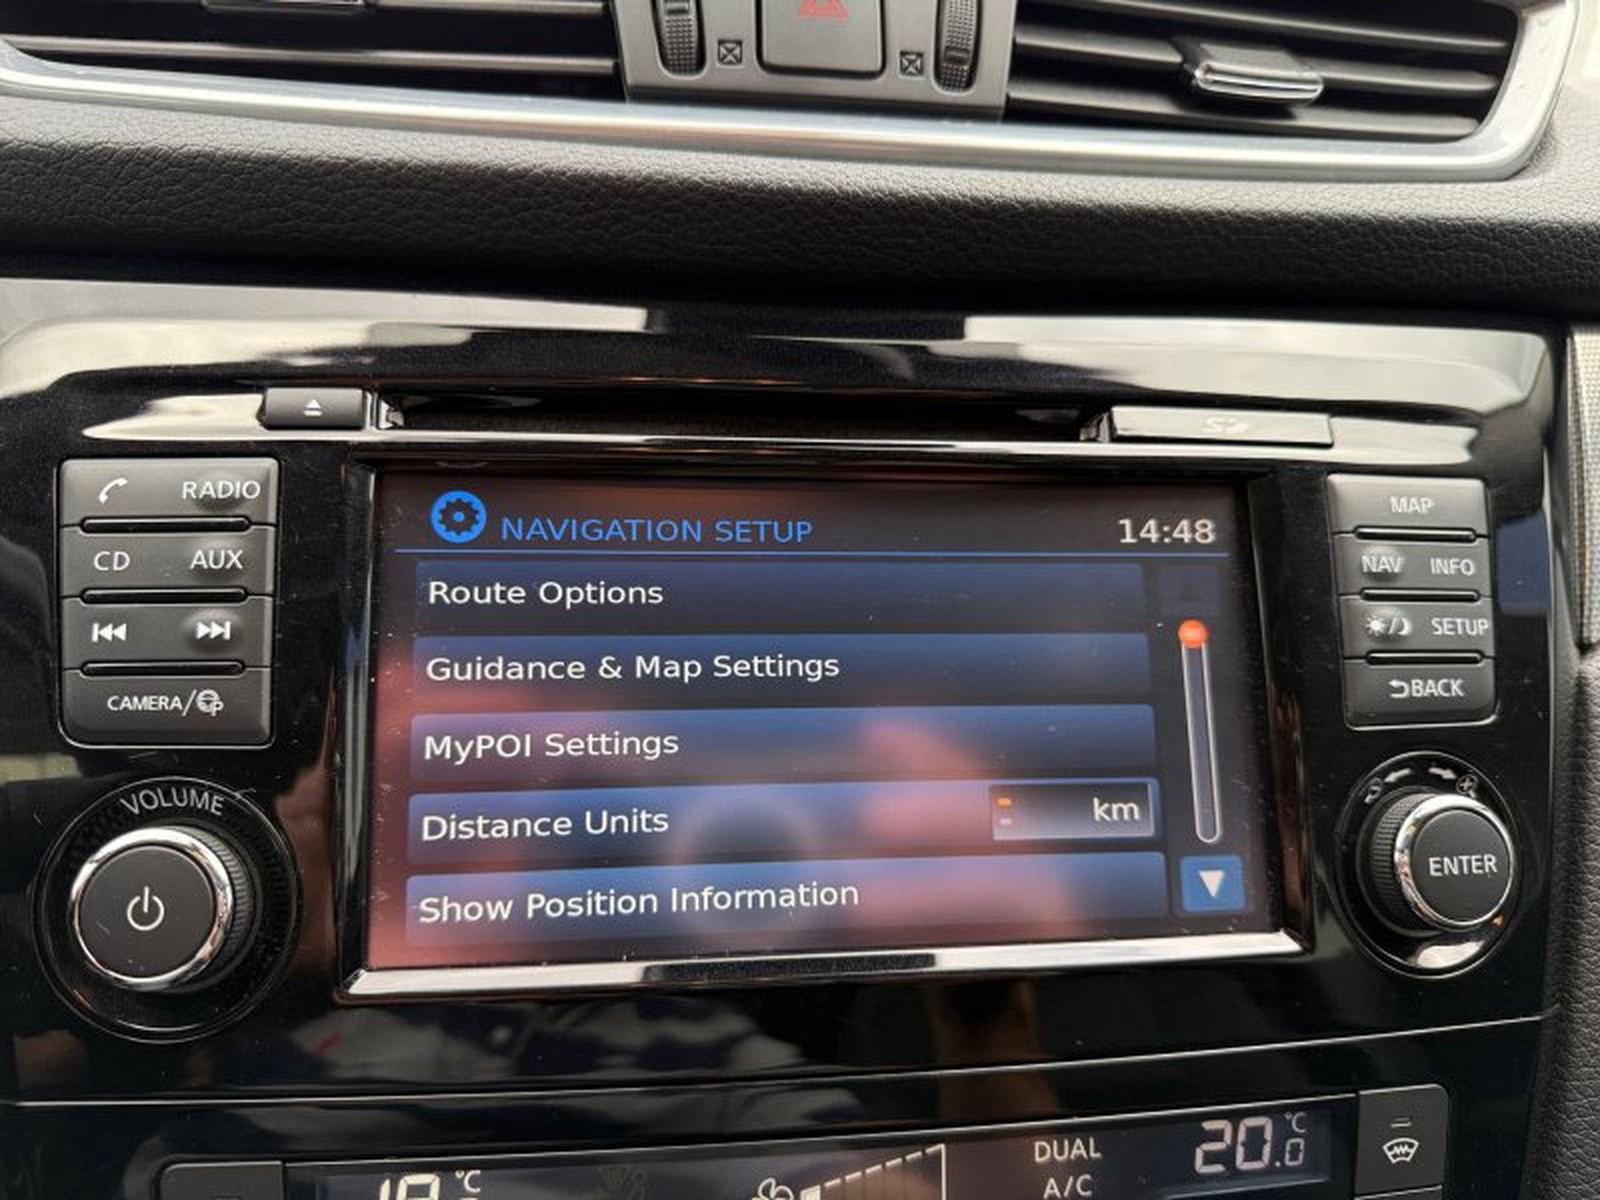 SD
RADIO
CD AUX
CAMERA/
VOLUME
NAVIGATION SETUP 14:48
Route Options
Guidance & Map Settings
MyPOI Settings
Distance Units km
Show Position Information
MAP
NAV INFO
SETUP
BACK
ENTER
°C
DUAL
A/C
20.0 °C